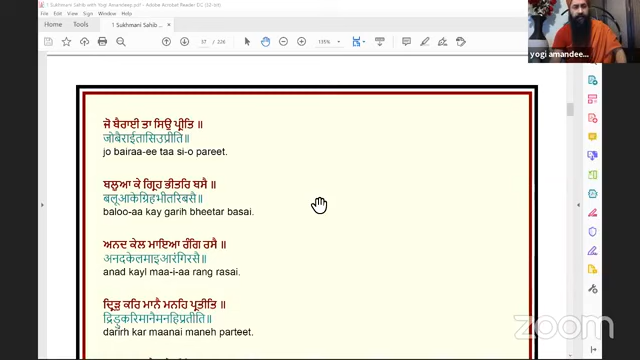 1 Sukhmani Sahib with Yogi Amandeep.pdf - Adobe Acrobat Reader DC (32-bit)
File Edit View Sign Window Help
Home Tools 1 Sukhmani Sahib ... ×
37 / 206 135%
yogi amandee...
ਜੋ ਬੈਰਾਈ ਤਾ ਸਿਉ ਪ੍ਰੀਤਿ ॥
जोबैराईतासिउप्रीति॥
jo bairaa-ee taa si-o pareet.
ਬਲੂਆ ਕੇ ਗ੍ਰਿਹ ਭੀਤਰਿ ਬਸੈ ॥
बलूआकेग्रिहभीतरिबसै॥
baloo-aa kay garih bheetar basai.
ਅਨਦ ਕੇਲ ਮਾਇਆ ਰੰਗਿ ਰਸੈ ॥
अनदकेलमाइआरंगिरसै॥
anad kayl maa-i-aa rang rasai.
ਦ੍ਰਿੜੁ ਕਰਿ ਮਾਨੈ ਮਨਹਿ ਪ੍ਰਤੀਤਿ ॥
द्रिड़ुकरिमानैमनहिप्रतीति॥
darirh kar maanai maneh parteet.
zoom